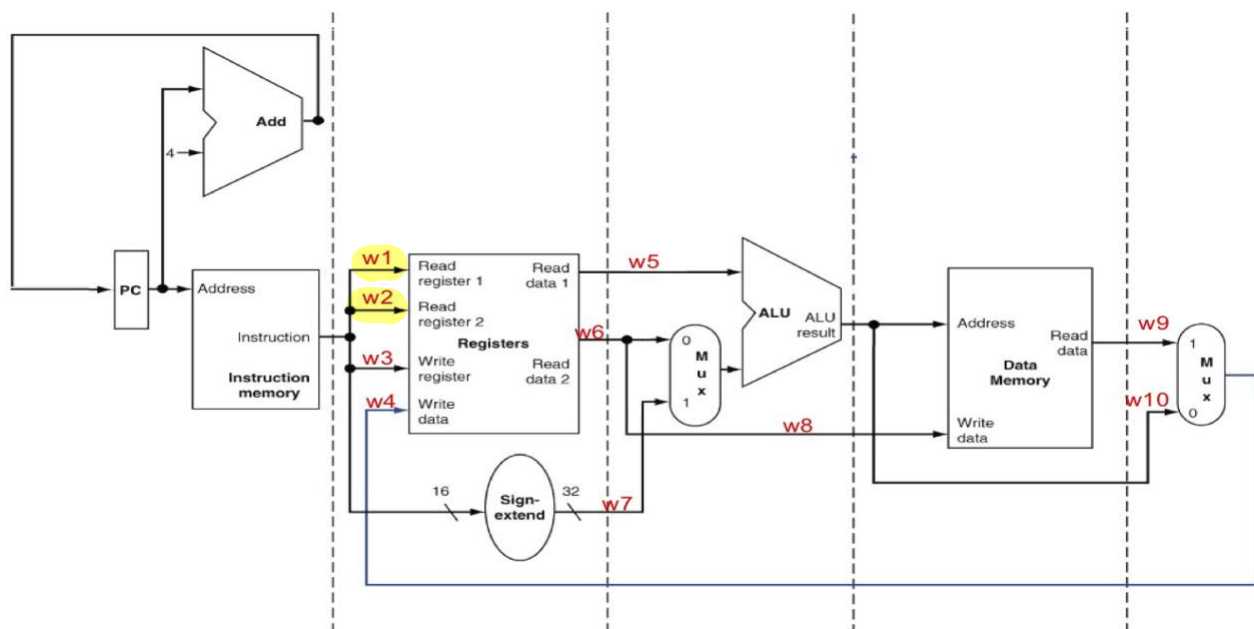 Add
4
PC
Address
Instruction
Instruction
memory
w1
w2
w3
w4
Read
register 1
Read
register 2
Registers
Write
register
Write
data
Read
data 1
Read
data 2
16
Sign-
extend
32
w5
w6
w7
w8
0
M
u
x
1
ALU
ALU
result
Address
Read
data
Data
Memory
Write
data
w9
w10
1
M
u
x
0